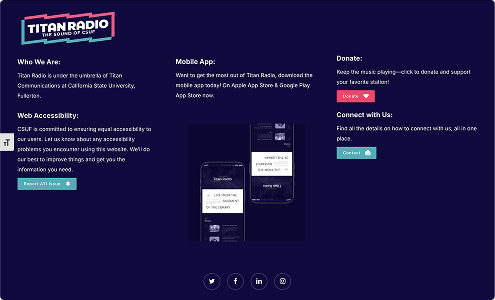 TITAN RADIO
THE SOUND OF CSUF
Who We Are:
Titan Radio is under the umbrella of Titan
Communications at California State University,
Fullerton.
Web Accessibility:
CSUF is committed to ensuring equal accessibility to
our users. Let us know about any accessibility
problems you encounter using this website. We'll do
our best to improve things and get you the
information you need.
Report ATI Issue
Mobile App:
Want to get the most out of Titan Radio, download the
mobile app today! On Apple App Store & Google Play
App Store now.
Titan Radio
LIVE FROM THE
BASEMENT
OF THE LIBRARY
Titan Radio
Donate:
Keep the music playing—click to donate and support
your favorite station!
Donate
Connect with Us:
Find all the details on how to connect with us, all in one
place.
Contact